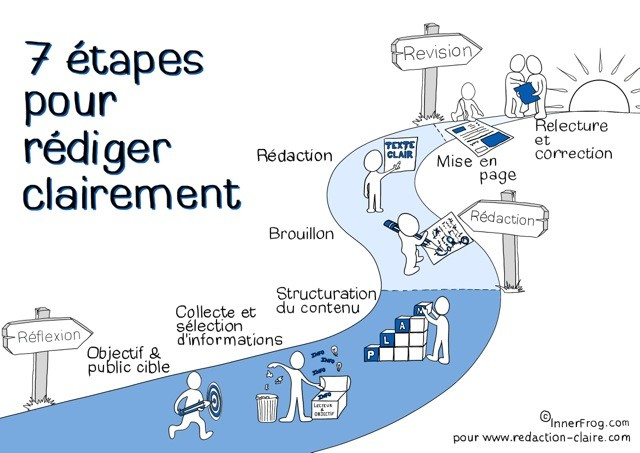 7 étapes
pour
rédiger
clairement
Réflexion
Objectif &
public cible
Collecte et
sélection
d'informations
Info
Info
Info
Info
LECTEUR
&
OBJECTIF
Structuration
du contenu
PLAN
Brouillon
Rédaction
Rédaction
TEXTE
CLAIR
Mise en
page
Revision
Relecture
et
correction
©InnerFrog.com
pour www.redaction-claire.com